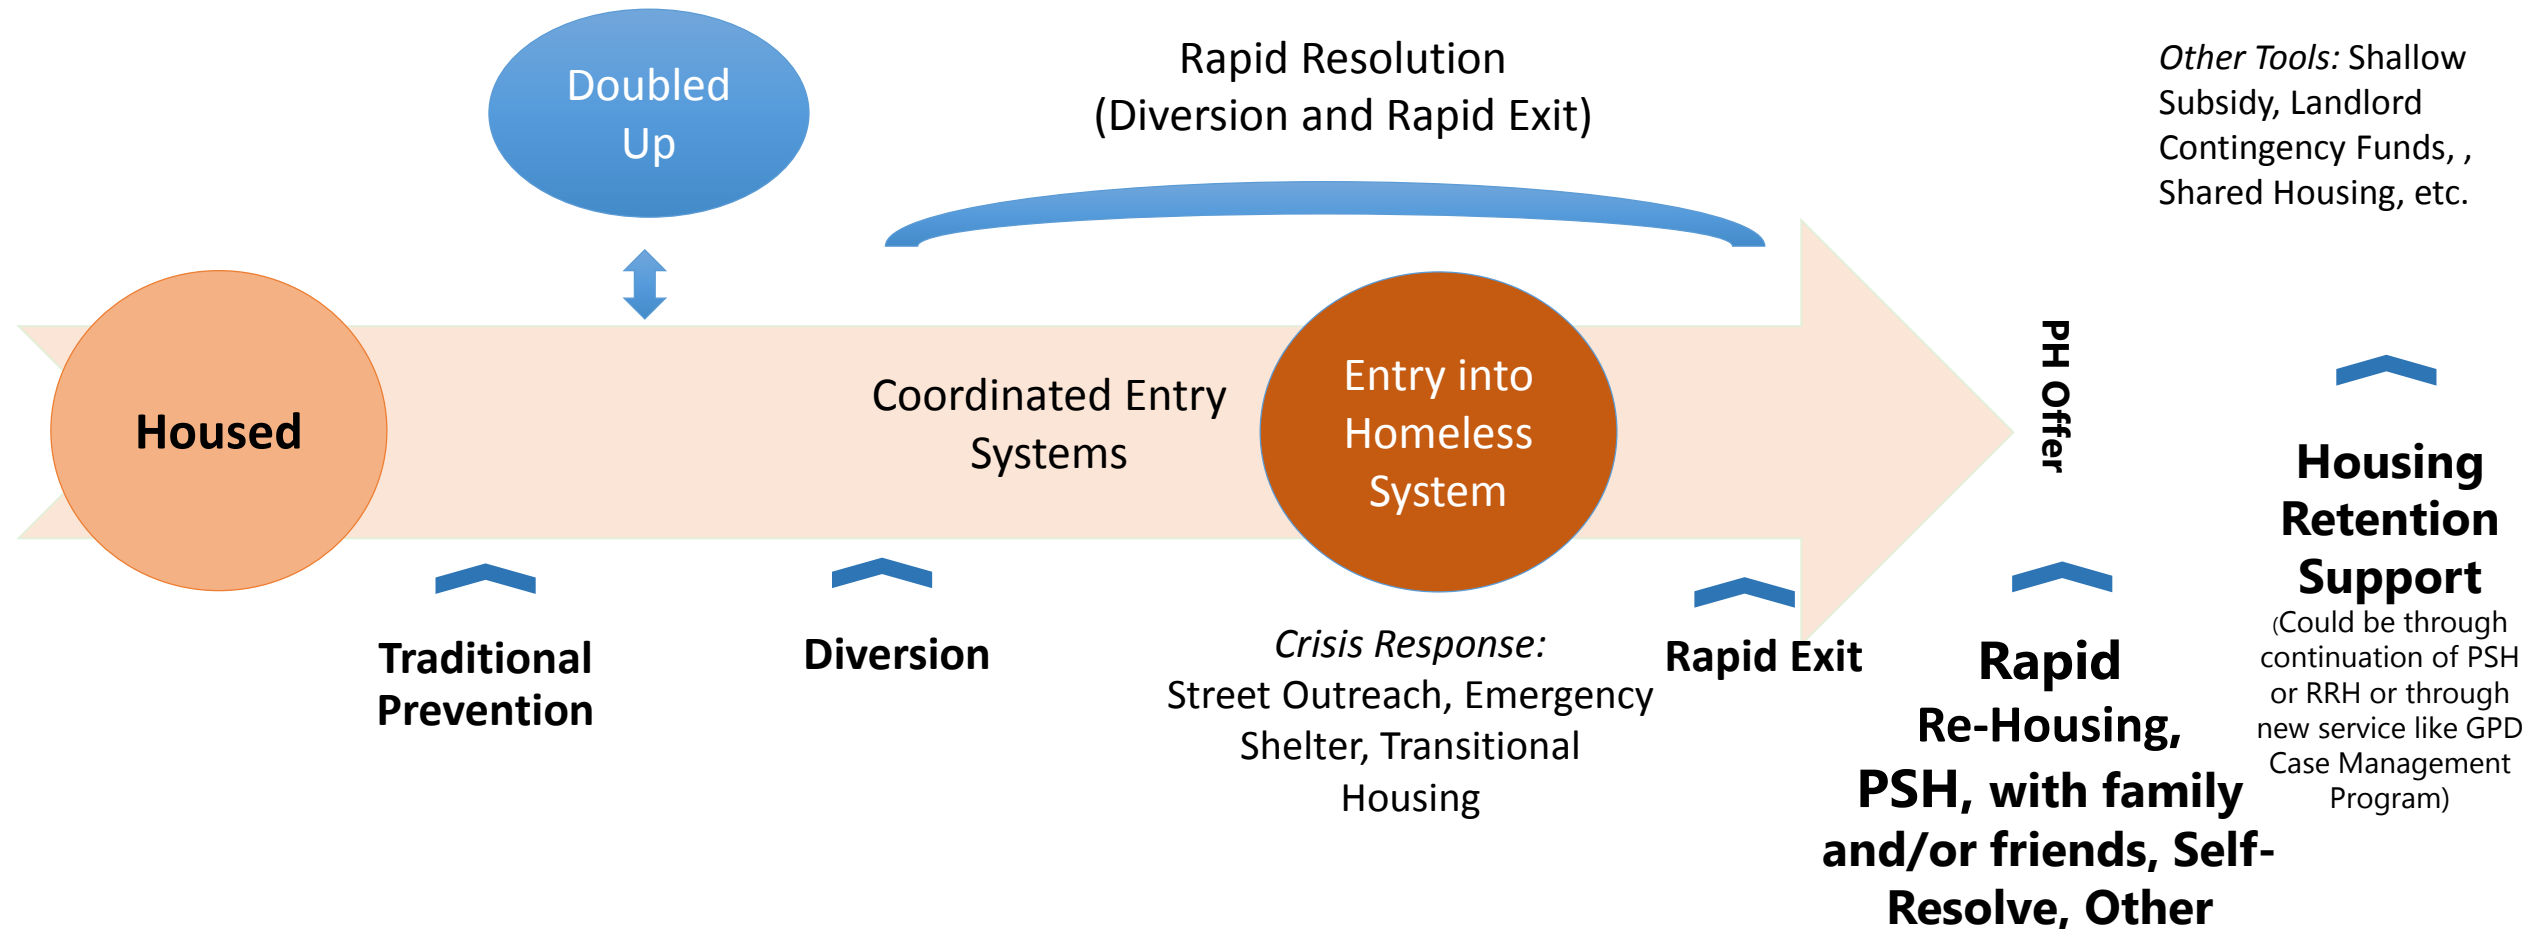 Doubled
Up
Rapid Resolution
(Diversion and Rapid Exit)
Other Tools: Shallow
Subsidy, Landlord
Contingency Funds, ,
Shared Housing, etc.
Housed
Coordinated Entry
Systems
Entry into
Homeless
System
PH Offer
Traditional
Prevention
Diversion
Crisis Response:
Street Outreach, Emergency
Shelter, Transitional
Housing
Rapid Exit
Rapid
Re-Housing,
PSH, with family
and/or friends, Self-
Resolve, Other
Housing
Retention
Support
(Could be through
continuation of PSH
or RRH or through
new service like GPD
Case Management
Program)